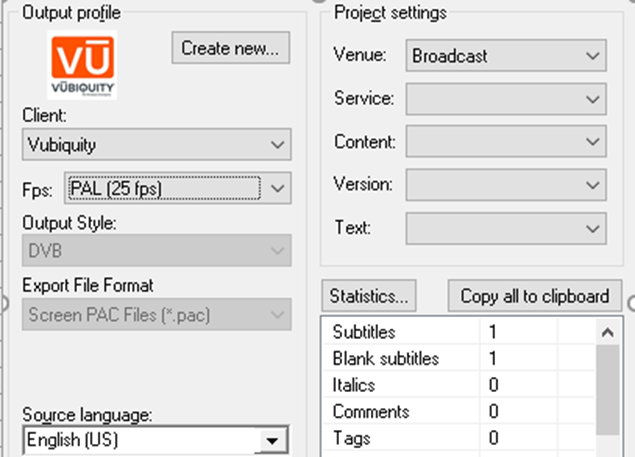 Output profile
VŪ
VŪBIQUITY
Create new...
Client:
Vubiquity
Fps: PAL (25 fps)
Output Style:
DVB
Export File Format
Screen PAC Files (*.pac)
Source language:
English (US)
Project settings
Venue: Broadcast
Service:
Content:
Version:
Text:
Statistics... Copy all to clipboard
Subtitles 1
Blank subtitles 1
Italics 0
Comments 0
Tags 0